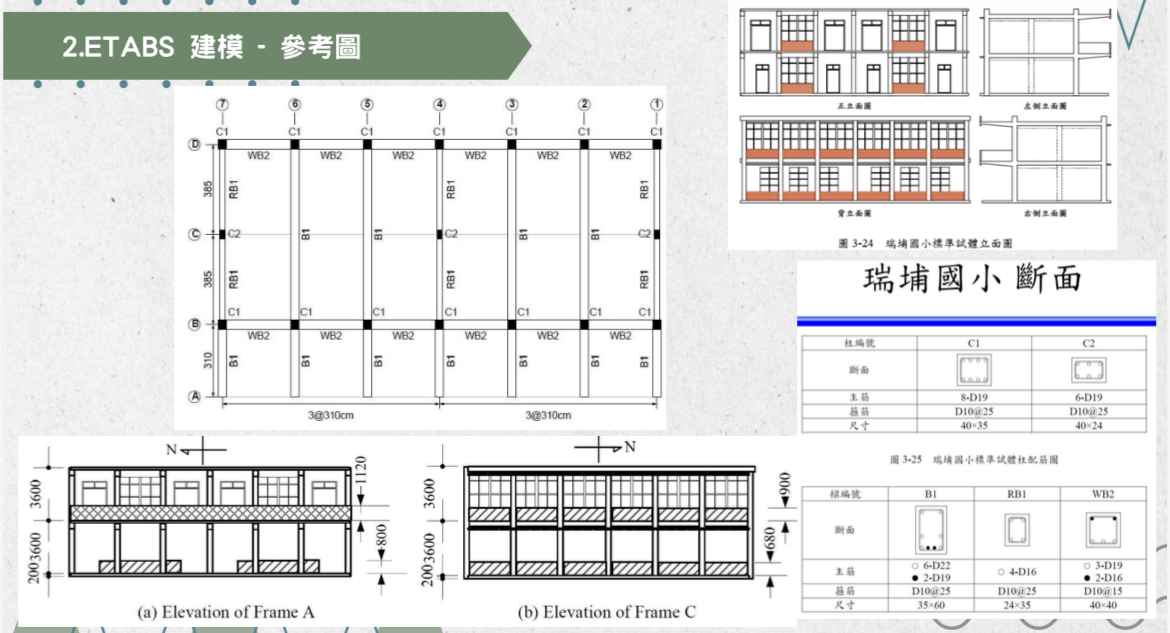 2.ETABS 建模 - 參考圖
⑦ ⑥ ⑤ ④ ③ ② ①
C1 C1 C1 C1 C1 C1 C1
Ⓓ
WB2 WB2 WB2 WB2 WB2 WB2
385 RB1 RB1 RB1
Ⓒ C2 B1 B1 C2 B1 B1 C2
385 RB1 RB1 RB1
C1 C1 C1 C1 C1 C1 C1
Ⓑ
WB2 WB2 WB2 WB2 WB2 WB2
310 B1 B1 B1 B1 B1 B1 B1
Ⓐ
3@310cm 3@310cm
正立面圖 左側立面圖
背立面圖 右側立面圖
圖 3-24 瑞埔國小標準試體立面圖
瑞埔國小 斷面
柱編號 C1 C2
斷面
主筋 8-D19 6-D19
箍筋 D10@25 D10@25
尺寸 40×35 40×24
圖 3-25 瑞埔國小標準試體柱配筋圖
樑編號 B1 RB1 WB2
斷面
主筋 ○ 6-D22 ○ 4-D16 ○ 3-D19
● 2-D19 ● 2-D16
箍筋 D10@25 D10@25 D10@15
尺寸 35×60 24×35 40×40
N
3600 1120
3600 800
200
(a) Elevation of Frame A
N
3600 900
3600 680
200
(b) Elevation of Frame C